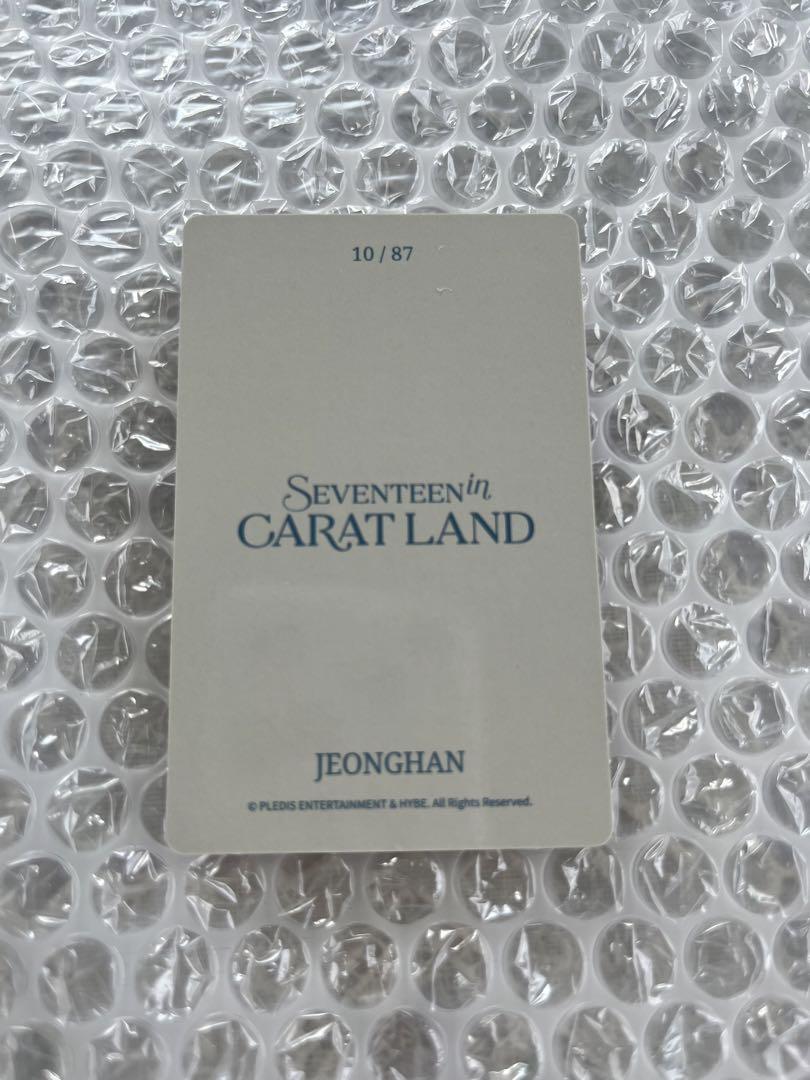 10 / 87
SEVENTEEN in
CARAT LAND
JEONGHAN
© PLEDIS ENTERTAINMENT & HYBE. All Rights Reserved.